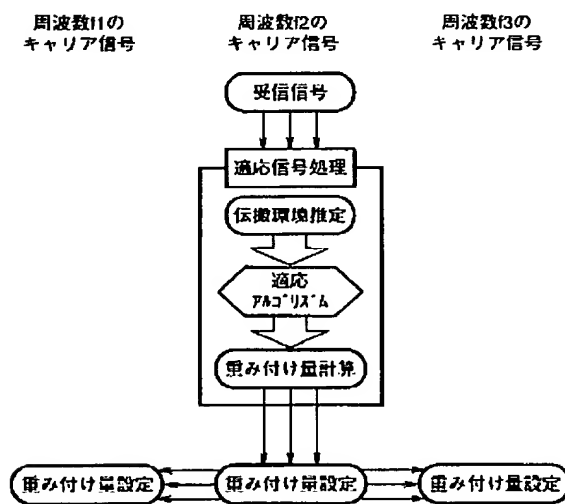 周波数f1の
キャリア信号
周波数f2の
キャリア信号
周波数f3の
キャリア信号
受信信号
適応信号処理
伝搬環境推定
適応
ｱﾙｺﾞﾘｽﾞﾑ
重み付け量計算
重み付け量設定
重み付け量設定
重み付け量設定